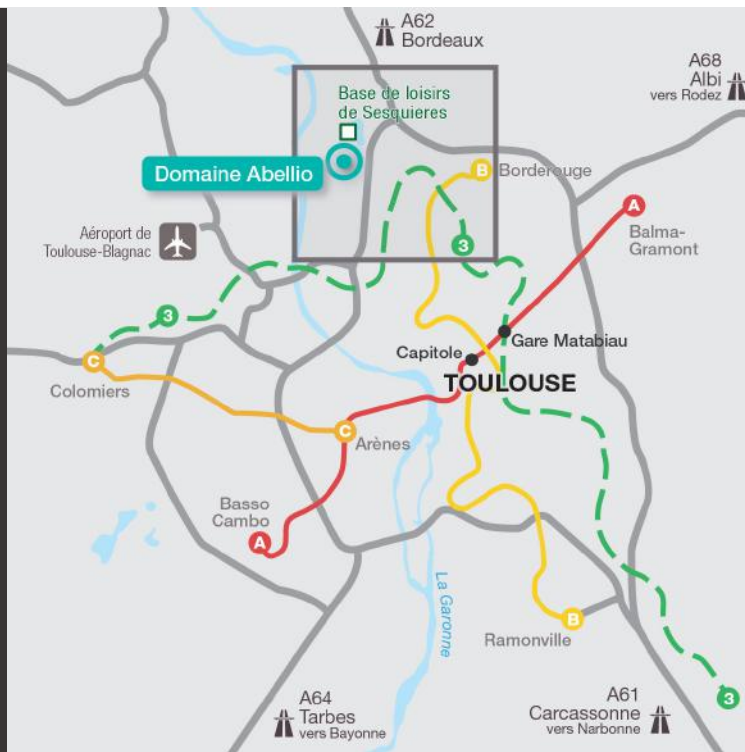 A62
Bordeaux
A68
Albi
vers Rodez
Base de loisirs
de Sesquieres
Domaine Abellio
B
Borderouge
A
Balma-
Gramont
Aéroport de
Toulouse-Blagnac
3
3
Gare Matabiau
Capitole
TOULOUSE
C
Colomiers
C
Arènes
Basso
Cambo
A
La Garonne
B
Ramonville
3
A64
Tarbes
vers Bayonne
A61
Carcassonne
vers Narbonne